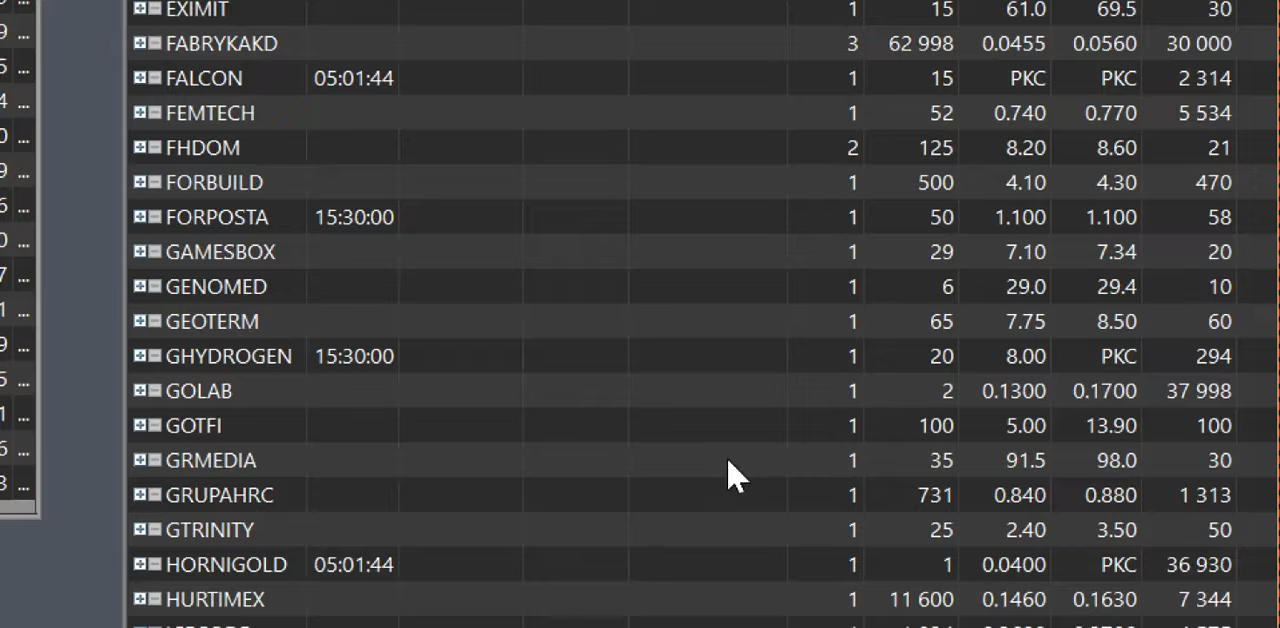 EXIMIT 1 15 61.0 69.5 30
FABRYKAKD 3 62 998 0.0455 0.0560 30 000
FALCON 05:01:44 1 15 PKC PKC 2 314
FEMTECH 1 52 0.740 0.770 5 534
FHDOM 2 125 8.20 8.60 21
FORBUILD 1 500 4.10 4.30 470
FORPOSTA 15:30:00 1 50 1.100 1.100 58
GAMESBOX 1 29 7.10 7.34 20
GENOMED 1 6 29.0 29.4 10
GEOTERM 1 65 7.75 8.50 60
GHYDROGEN 15:30:00 1 20 8.00 PKC 294
GOLAB 1 2 0.1300 0.1700 37 998
GOTFI 1 100 5.00 13.90 100
GRMEDIA 1 35 91.5 98.0 30
GRUPAHRC 1 731 0.840 0.880 1 313
GTRINITY 1 25 2.40 3.50 50
HORNIGOLD 05:01:44 1 1 0.0400 PKC 36 930
HURTIMEX 1 11 600 0.1460 0.1630 7 344